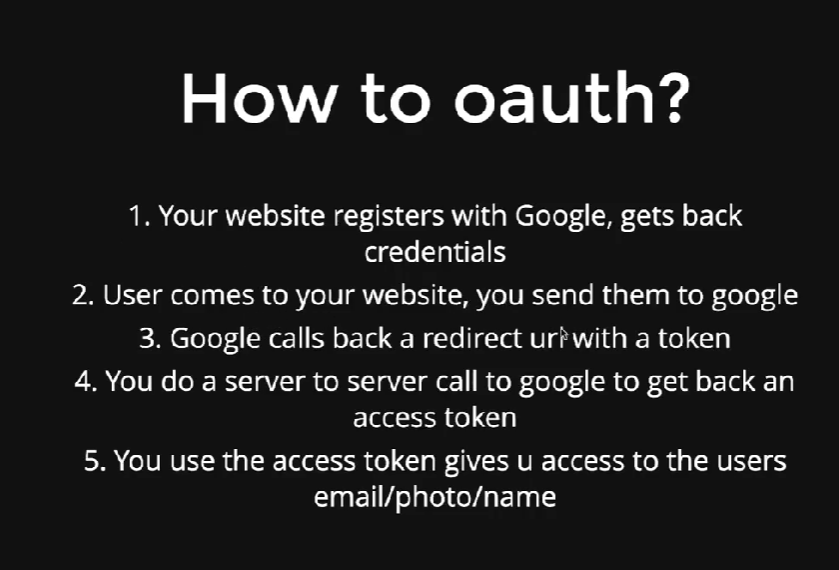 How to oauth?
1. Your website registers with Google, gets back
credentials
2. User comes to your website, you send them to google
3. Google calls back a redirect url with a token
4. You do a server to server call to google to get back an
access token
5. You use the access token gives u access to the users
email/photo/name